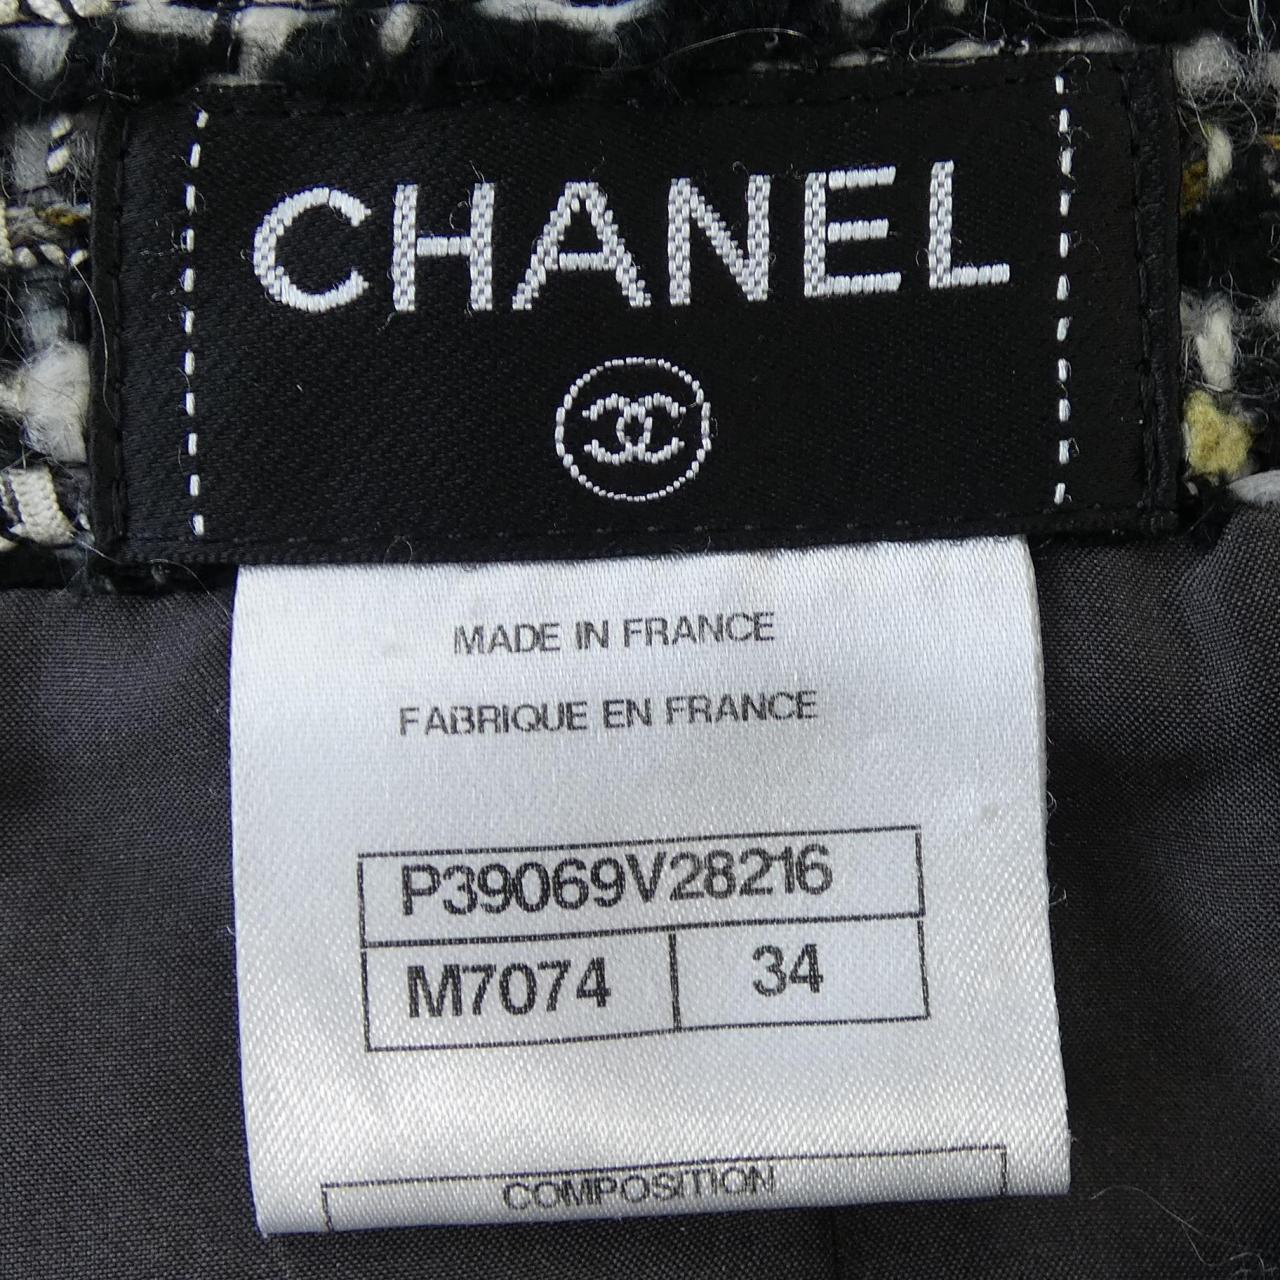 CHANEL
MADE IN FRANCE
FABRIQUE EN FRANCE
P39069V28216
M7074 34
COMPOSITION